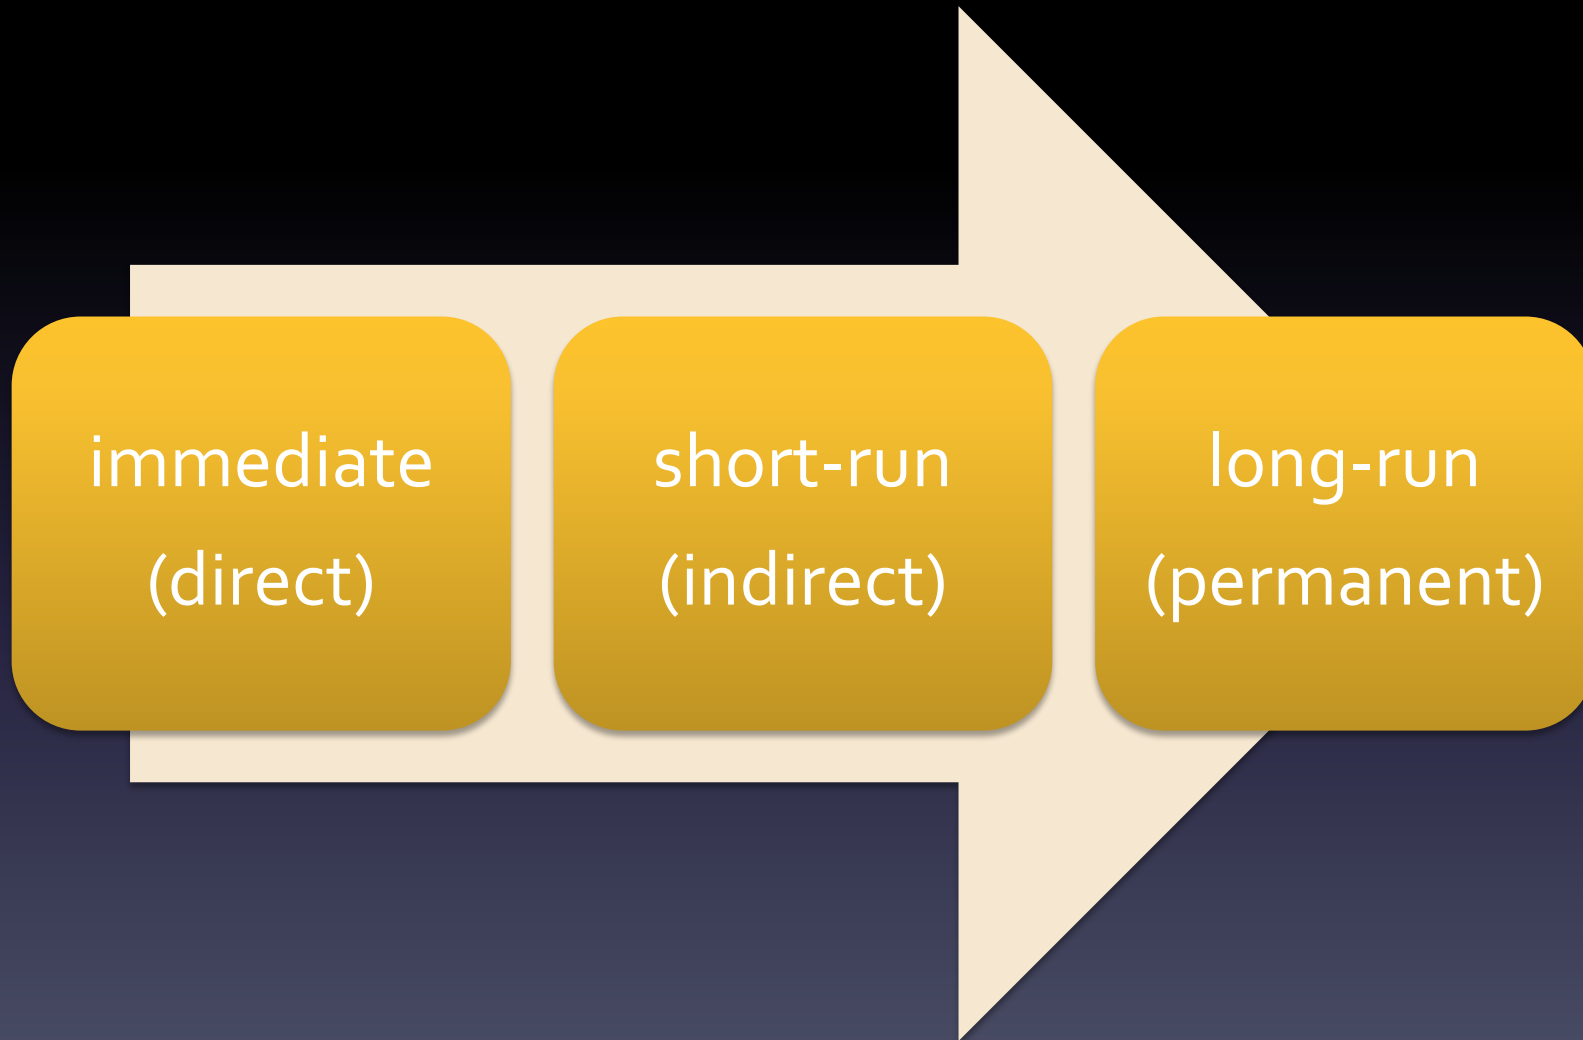 immediate
(direct)
short-run
(indirect)
long-run
(permanent)